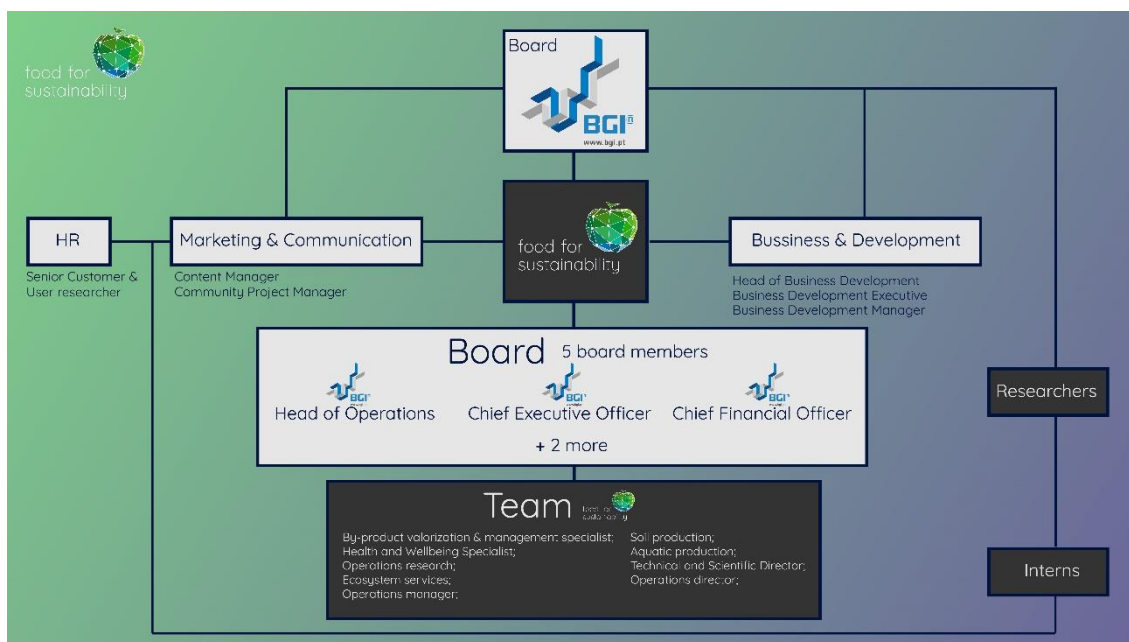 food for
sustainability
Board
BGI
www.bgi.pt
HR
Senior Customer &
User researcher
Marketing & Communication
Content Manager
Community Project Manager
food for
sustainability
Bussiness & Development
Head of Business Development
Business Development Executive
Business Development Manager
Board 5 board members
BGI
Head of Operations
BGI
Chief Executive Officer
BGI
Chief Financial Officer
+ 2 more
Researchers
Team
food for
sustainability
By-product valorization & management specialist;
Health and Wellbeing Specialist;
Operations research;
Ecosystem services;
Operations manager;
Soil production;
Aquatic production;
Technical and Scientific Director;
Operations director;
Interns